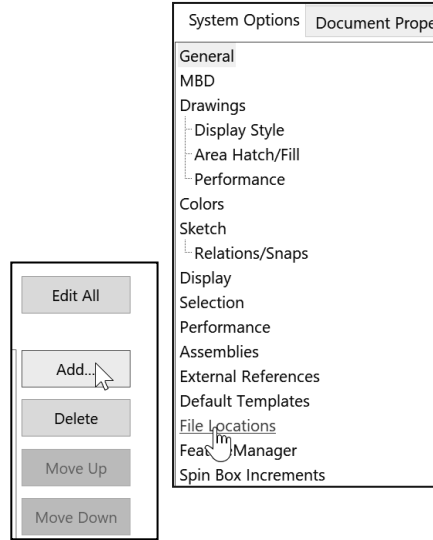 System Options
Document Prope
General
MBD
Drawings
Display Style
Area Hatch/Fill
Performance
Colors
Sketch
Relations/Snaps
Display
Selection
Performance
Assemblies
External References
Default Templates
File Locations
FeatureManager
Spin Box Increments
Edit All
Add...
Delete
Move Up
Move Down